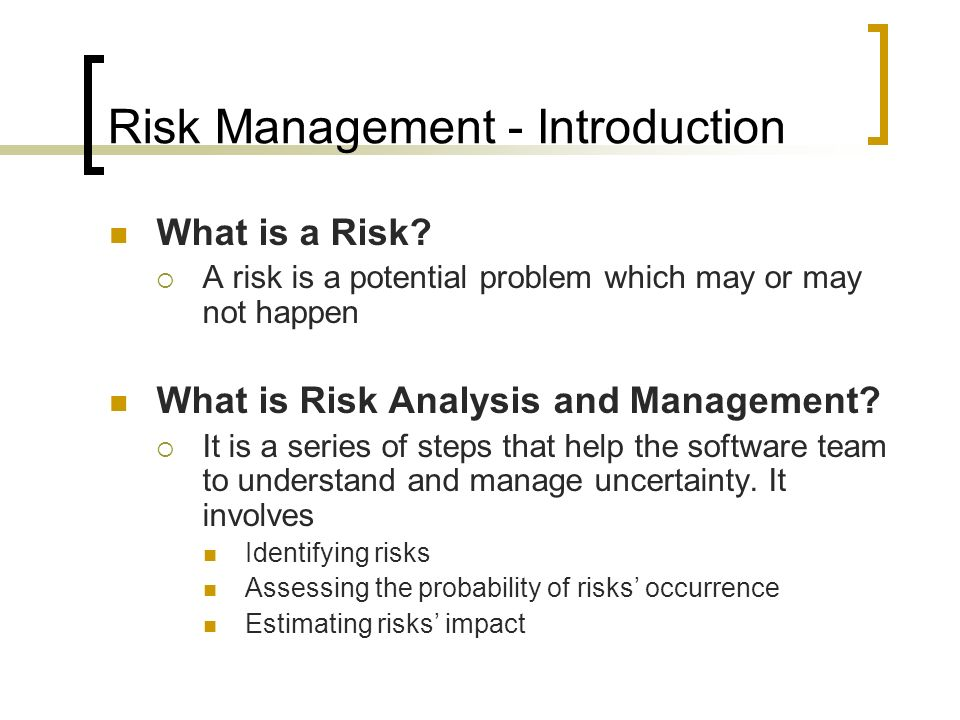 Risk Management - Introduction
What is a Risk?
A risk is a potential problem which may or may
not happen
What is Risk Analysis and Management?
It is a series of steps that help the software team
to understand and manage uncertainty. It
involves
Identifying risks
Assessing the probability of risks’ occurrence
Estimating risks’ impact